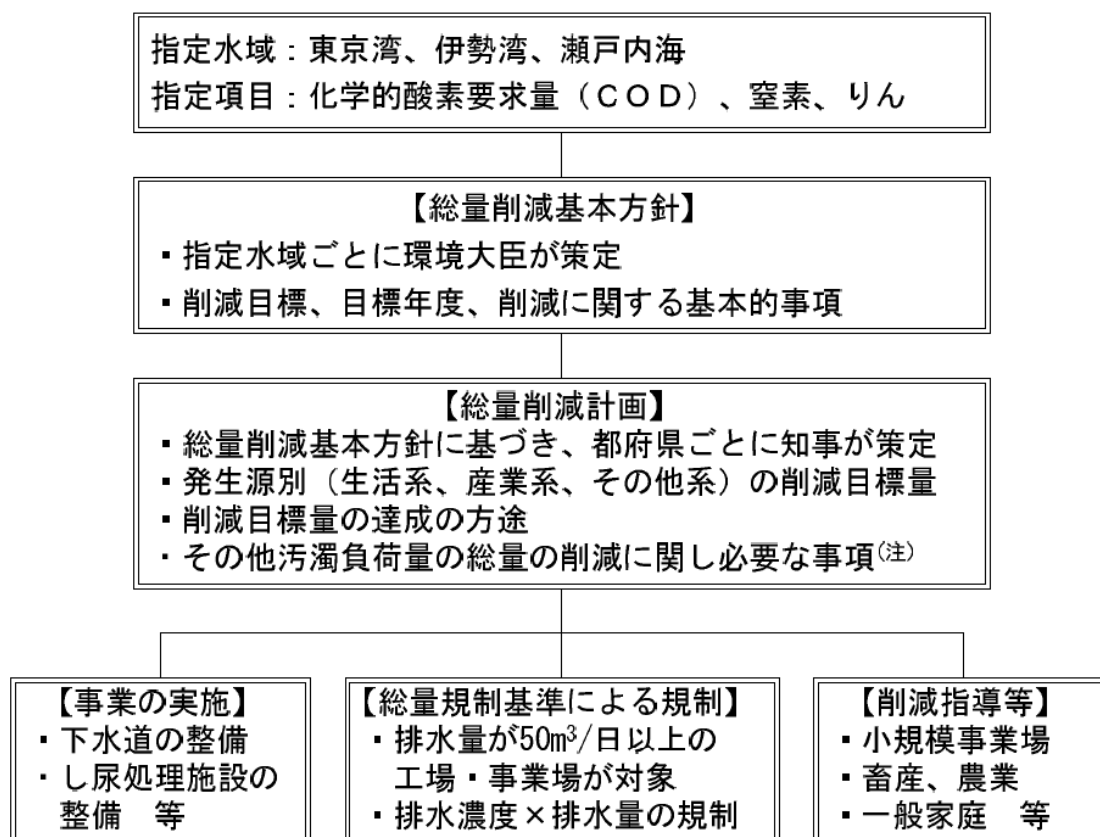 指定水域：東京湾、伊勢湾、瀬戸内海
指定項目：化学的酸素要求量（ＣＯＤ）、窒素、りん
【総量削減基本方針】
・指定水域ごとに環境大臣が策定
・削減目標、目標年度、削減に関する基本的事項
【総量削減計画】
・総量削減基本方針に基づき、都府県ごとに知事が策定
・発生源別（生活系、産業系、その他系）の削減目標量
・削減目標量の達成の方途
・その他汚濁負荷量の総量の削減に関し必要な事項(注)
【事業の実施】
・下水道の整備
・し尿処理施設の
整備　等
【総量規制基準による規制】
・排水量が50m³/日以上の
工場・事業場が対象
・排水濃度×排水量の規制
【削減指導等】
・小規模事業場
・畜産、農業
・一般家庭　等